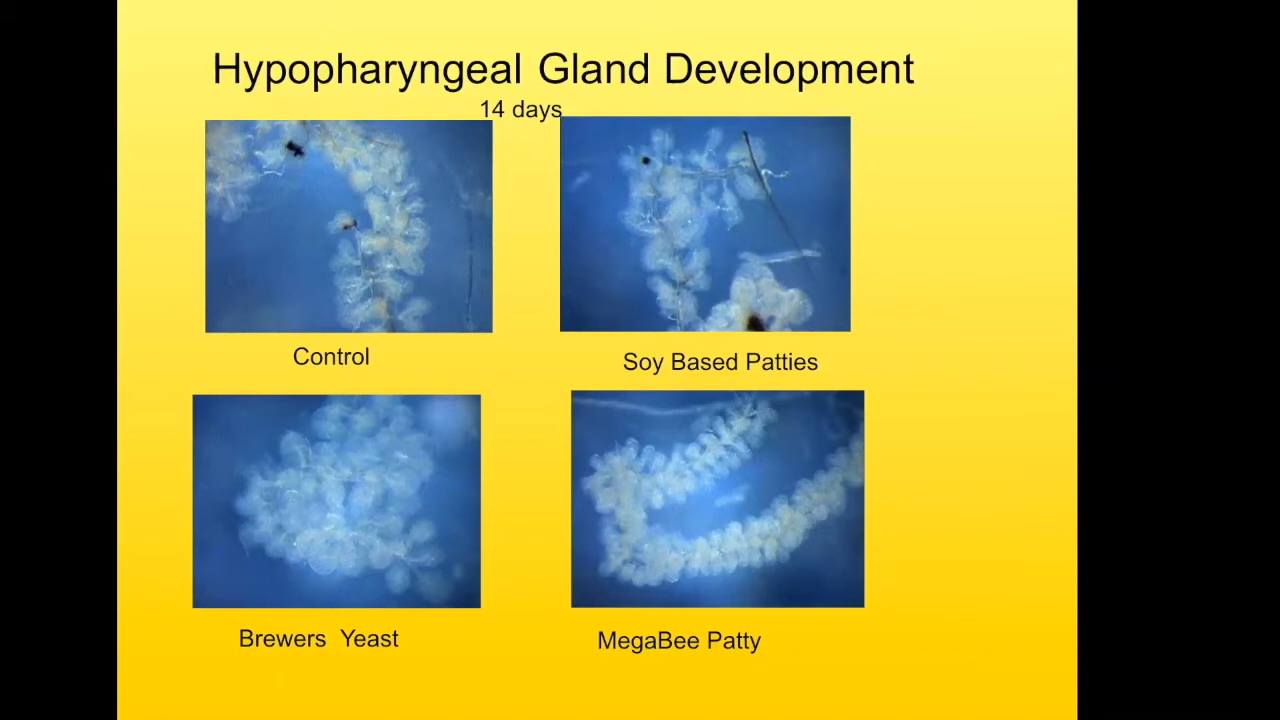 Hypopharyngeal Gland Development
14 days
Control
Soy Based Patties
Brewers Yeast
MegaBee Patty